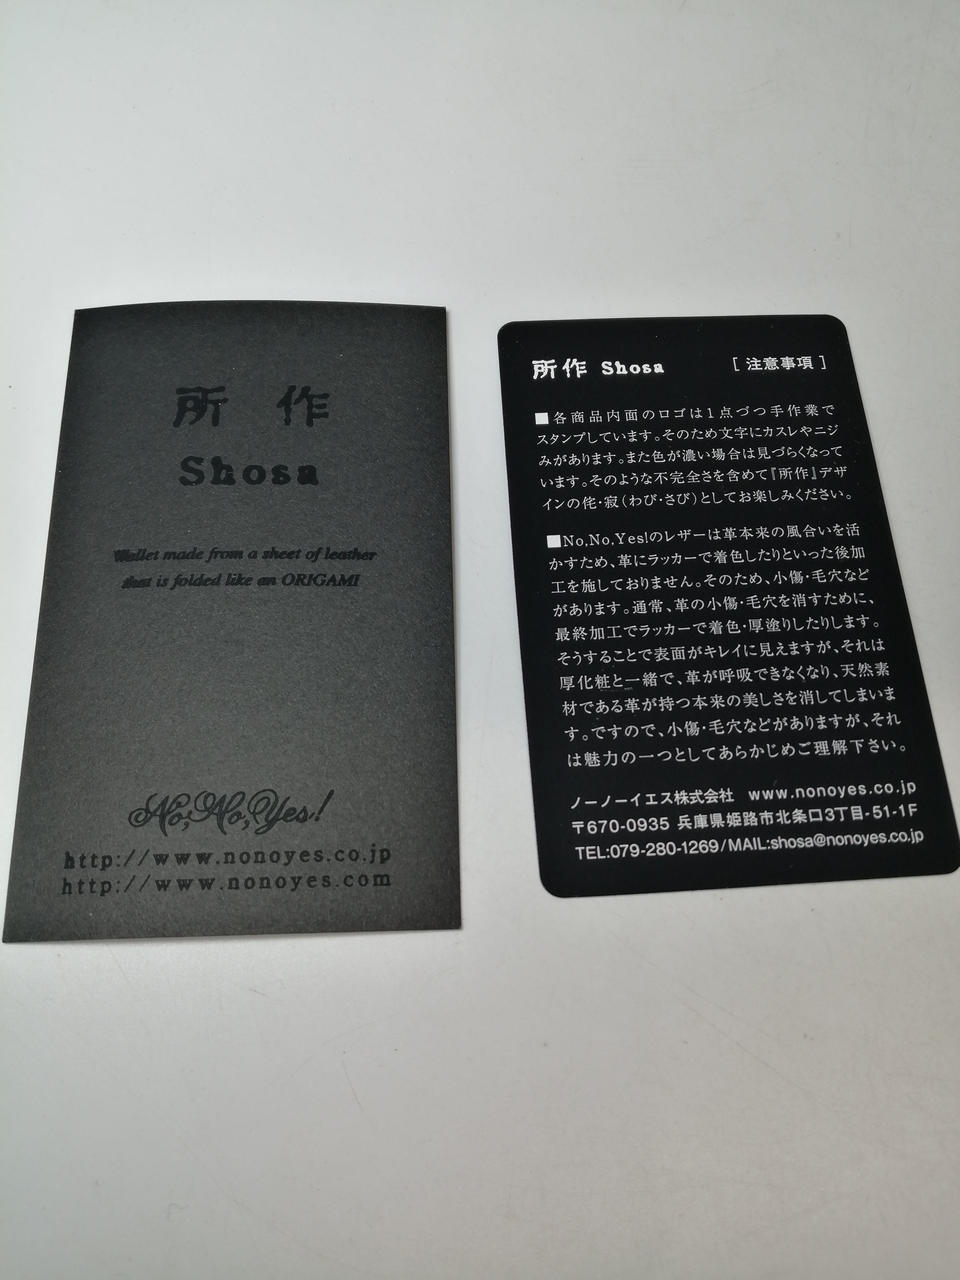 所 作
Shosa
Wallet made from a sheet of leather
that is folded like an ORIGAMI
No,No,Yes!
http://www.nonoyes.co.jp
http://www.nonoyes.com
所作 Shosa [ 注意事項 ]
■各商品内面のロゴは1点づつ手作業で
スタンプしています。そのため文字にカスレやニジ
みがあります。また色が濃い場合は見づらくなって
います。そのような不完全さを含めて『所作』デザ
インの侘・寂(わび・さび)としてお楽しみください。
■No,No,Yes!のレザーは革本来の風合いを活
かすため、革にラッカーで着色したりといった後加
工を施しておりません。そのため、小傷・毛穴など
があります。通常、革の小傷・毛穴を消すために、
最終加工でラッカーで着色・厚塗りしたりします。
そうすることで表面がキレイに見えますが、それは
厚化粧と一緒で、革が呼吸できなくなり、天然素
材である革が持つ本来の美しさを消してしまいま
す。ですので、小傷・毛穴などがありますが、それ
は魅力の一つとしてあらかじめご理解下さい。
ノーノーイエス株式会社 www.nonoyes.co.jp
〒670-0935 兵庫県姫路市北条口3丁目-51-1F
TEL:079-280-1269/MAIL:shosa@nonoyes.co.jp